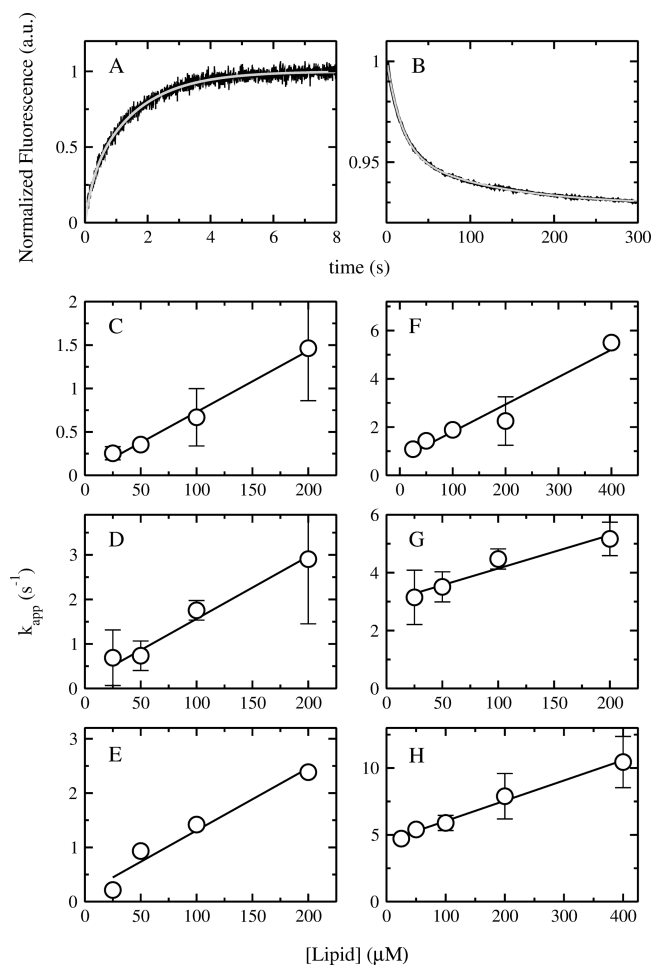 Normalized Fluorescence (a.u.)
A
1
0.5
0
0 2 4 6 8
B
1
0.95
0 100 200 300
time (s)
C
2
1.5
1
0.5
0
0 50 100 150 200
F
6
4
2
0
0 100 200 300 400
k_app (s^-1)
D
3
2
1
0
0 50 100 150 200
G
6
4
2
0
0 50 100 150 200
E
3
2
1
0
0 50 100 150 200
H
10
5
0
0 100 200 300 400
[Lipid] (μM)